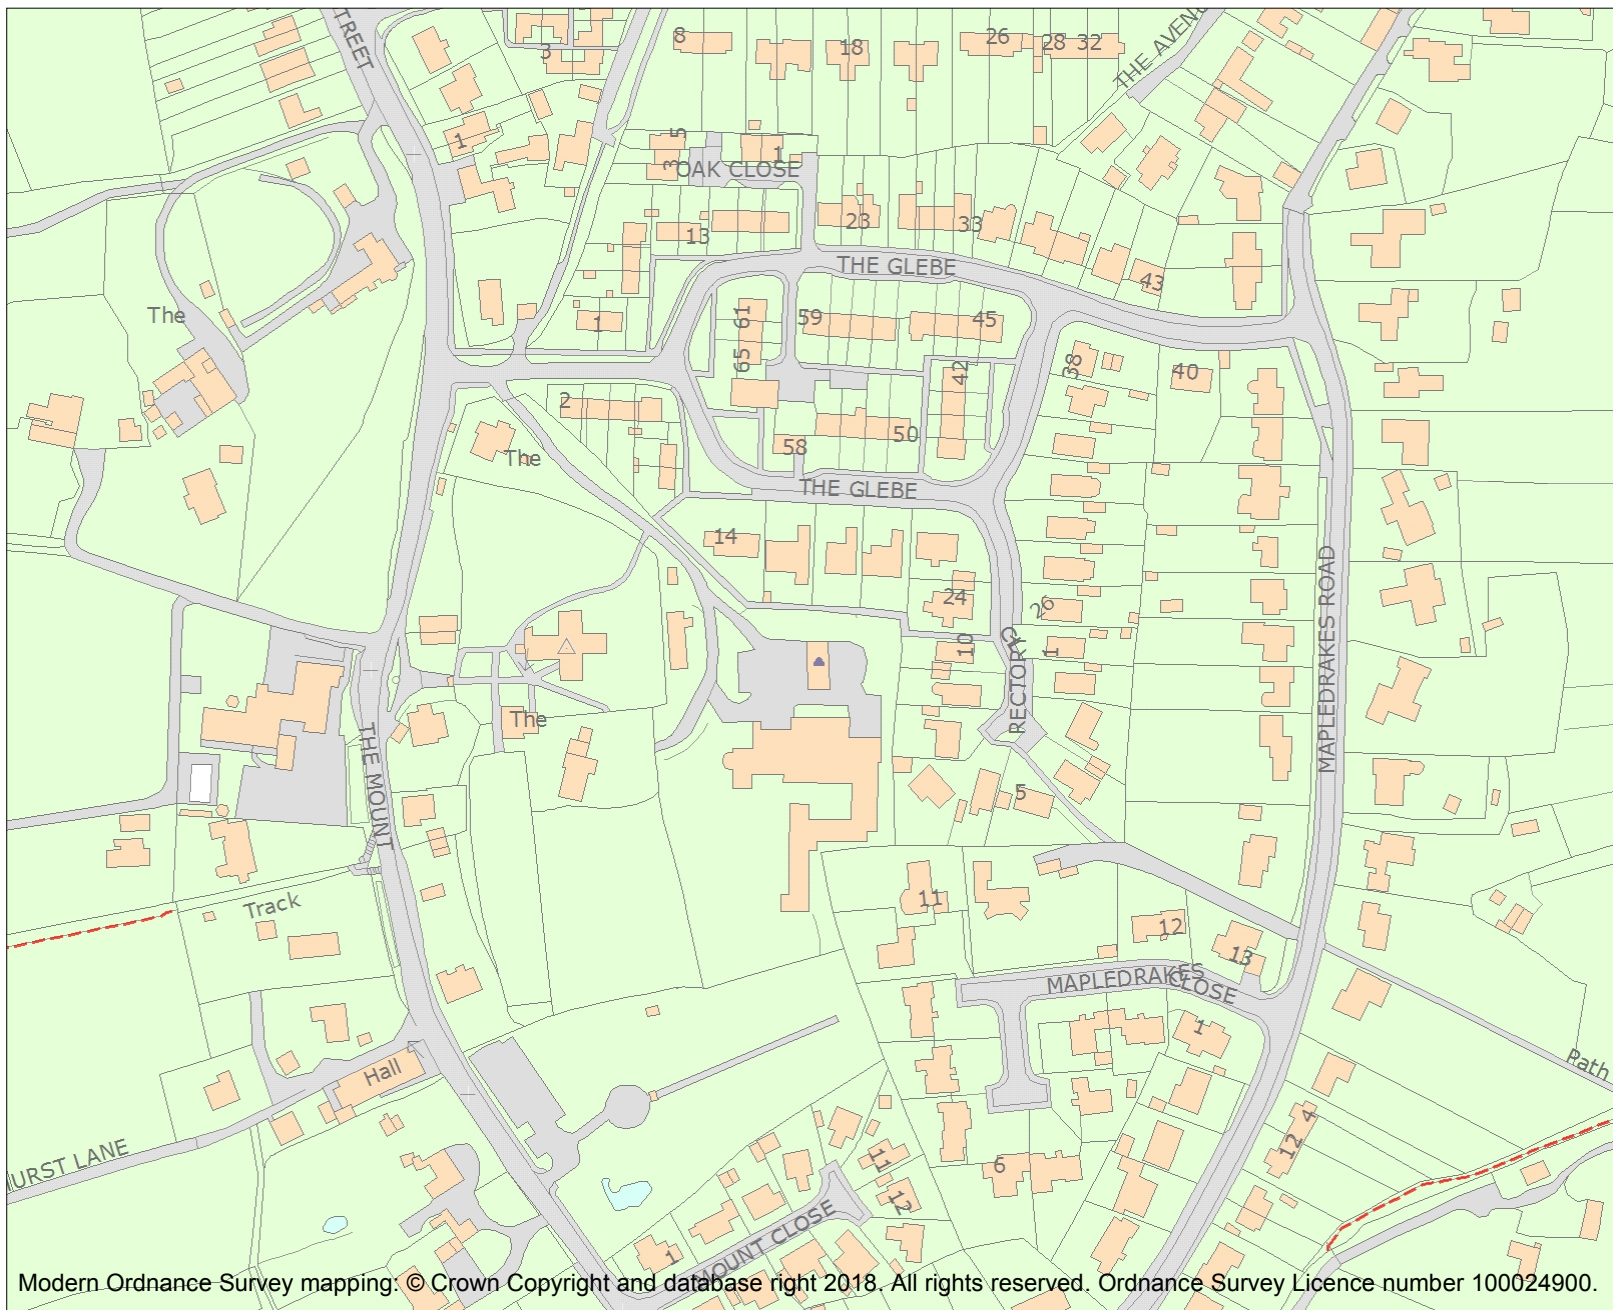 TREET
3
8
18
26
28
32
THE AVENU
1
5
3
1
OAK CLOSE
13
23
33
THE GLEBE
43
The
1
61
59
45
65
38
42
40
2
The
58
50
THE GLEBE
14
24
26
10
1
RECTORY
CL
MAPLEDRAKES ROAD
The
THE MOUNT
5
Track
11
12
13
MAPLEDRAKES
CLOSE
1
Hall
Path
4
12
HURST LANE
6
11
12
MOUNT CLOSE
1
Modern Ordnance Survey mapping: © Crown Copyright and database right 2018. All rights reserved. Ordnance Survey Licence number 100024900.